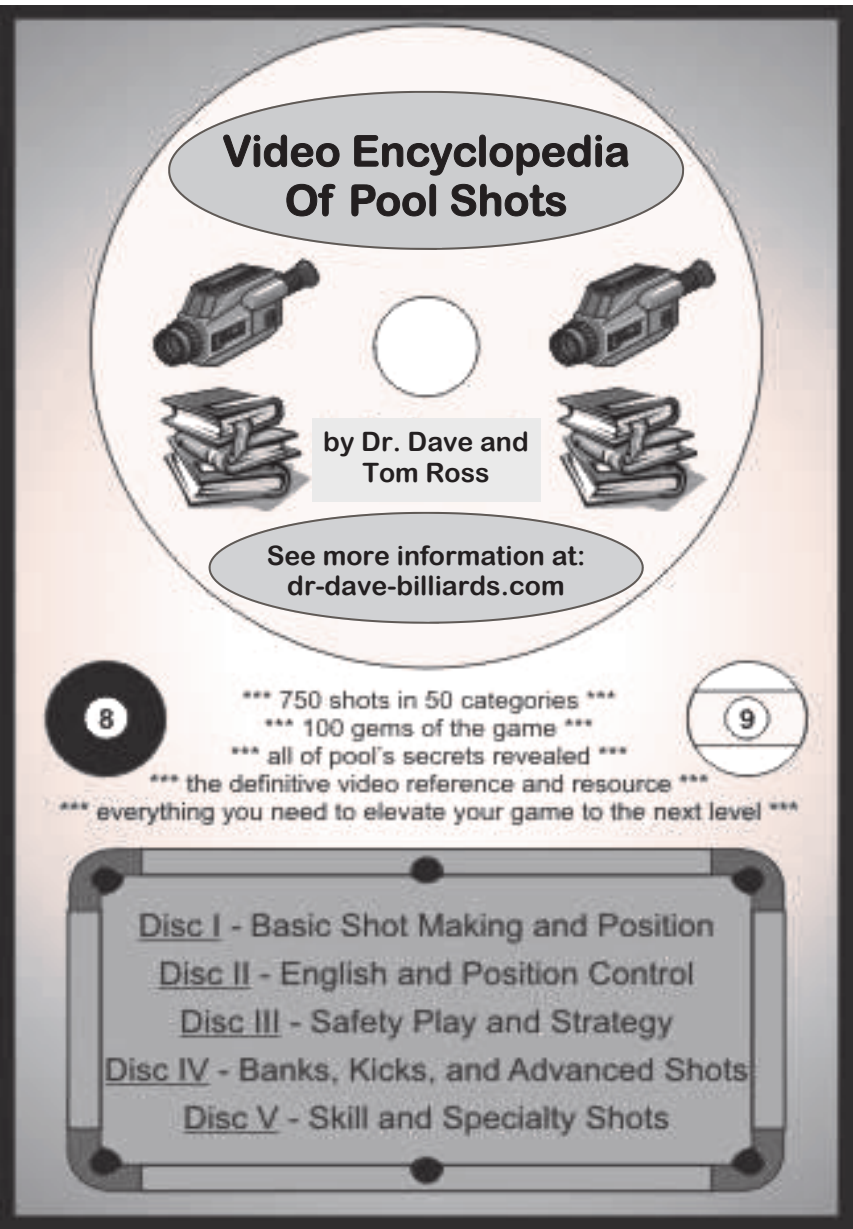 Video Encyclopedia
Of Pool Shots
by Dr. Dave and
Tom Ross
See more information at:
dr-dave-billiards.com
8
9
*** 750 shots in 50 categories ***
*** 100 gems of the game ***
*** all of pool's secrets revealed ***
*** the definitive video reference and resource ***
*** everything you need to elevate your game to the next level ***
Disc I - Basic Shot Making and Position
Disc II - English and Position Control
Disc III - Safety Play and Strategy
Disc IV - Banks, Kicks, and Advanced Shots
Disc V - Skill and Specialty Shots